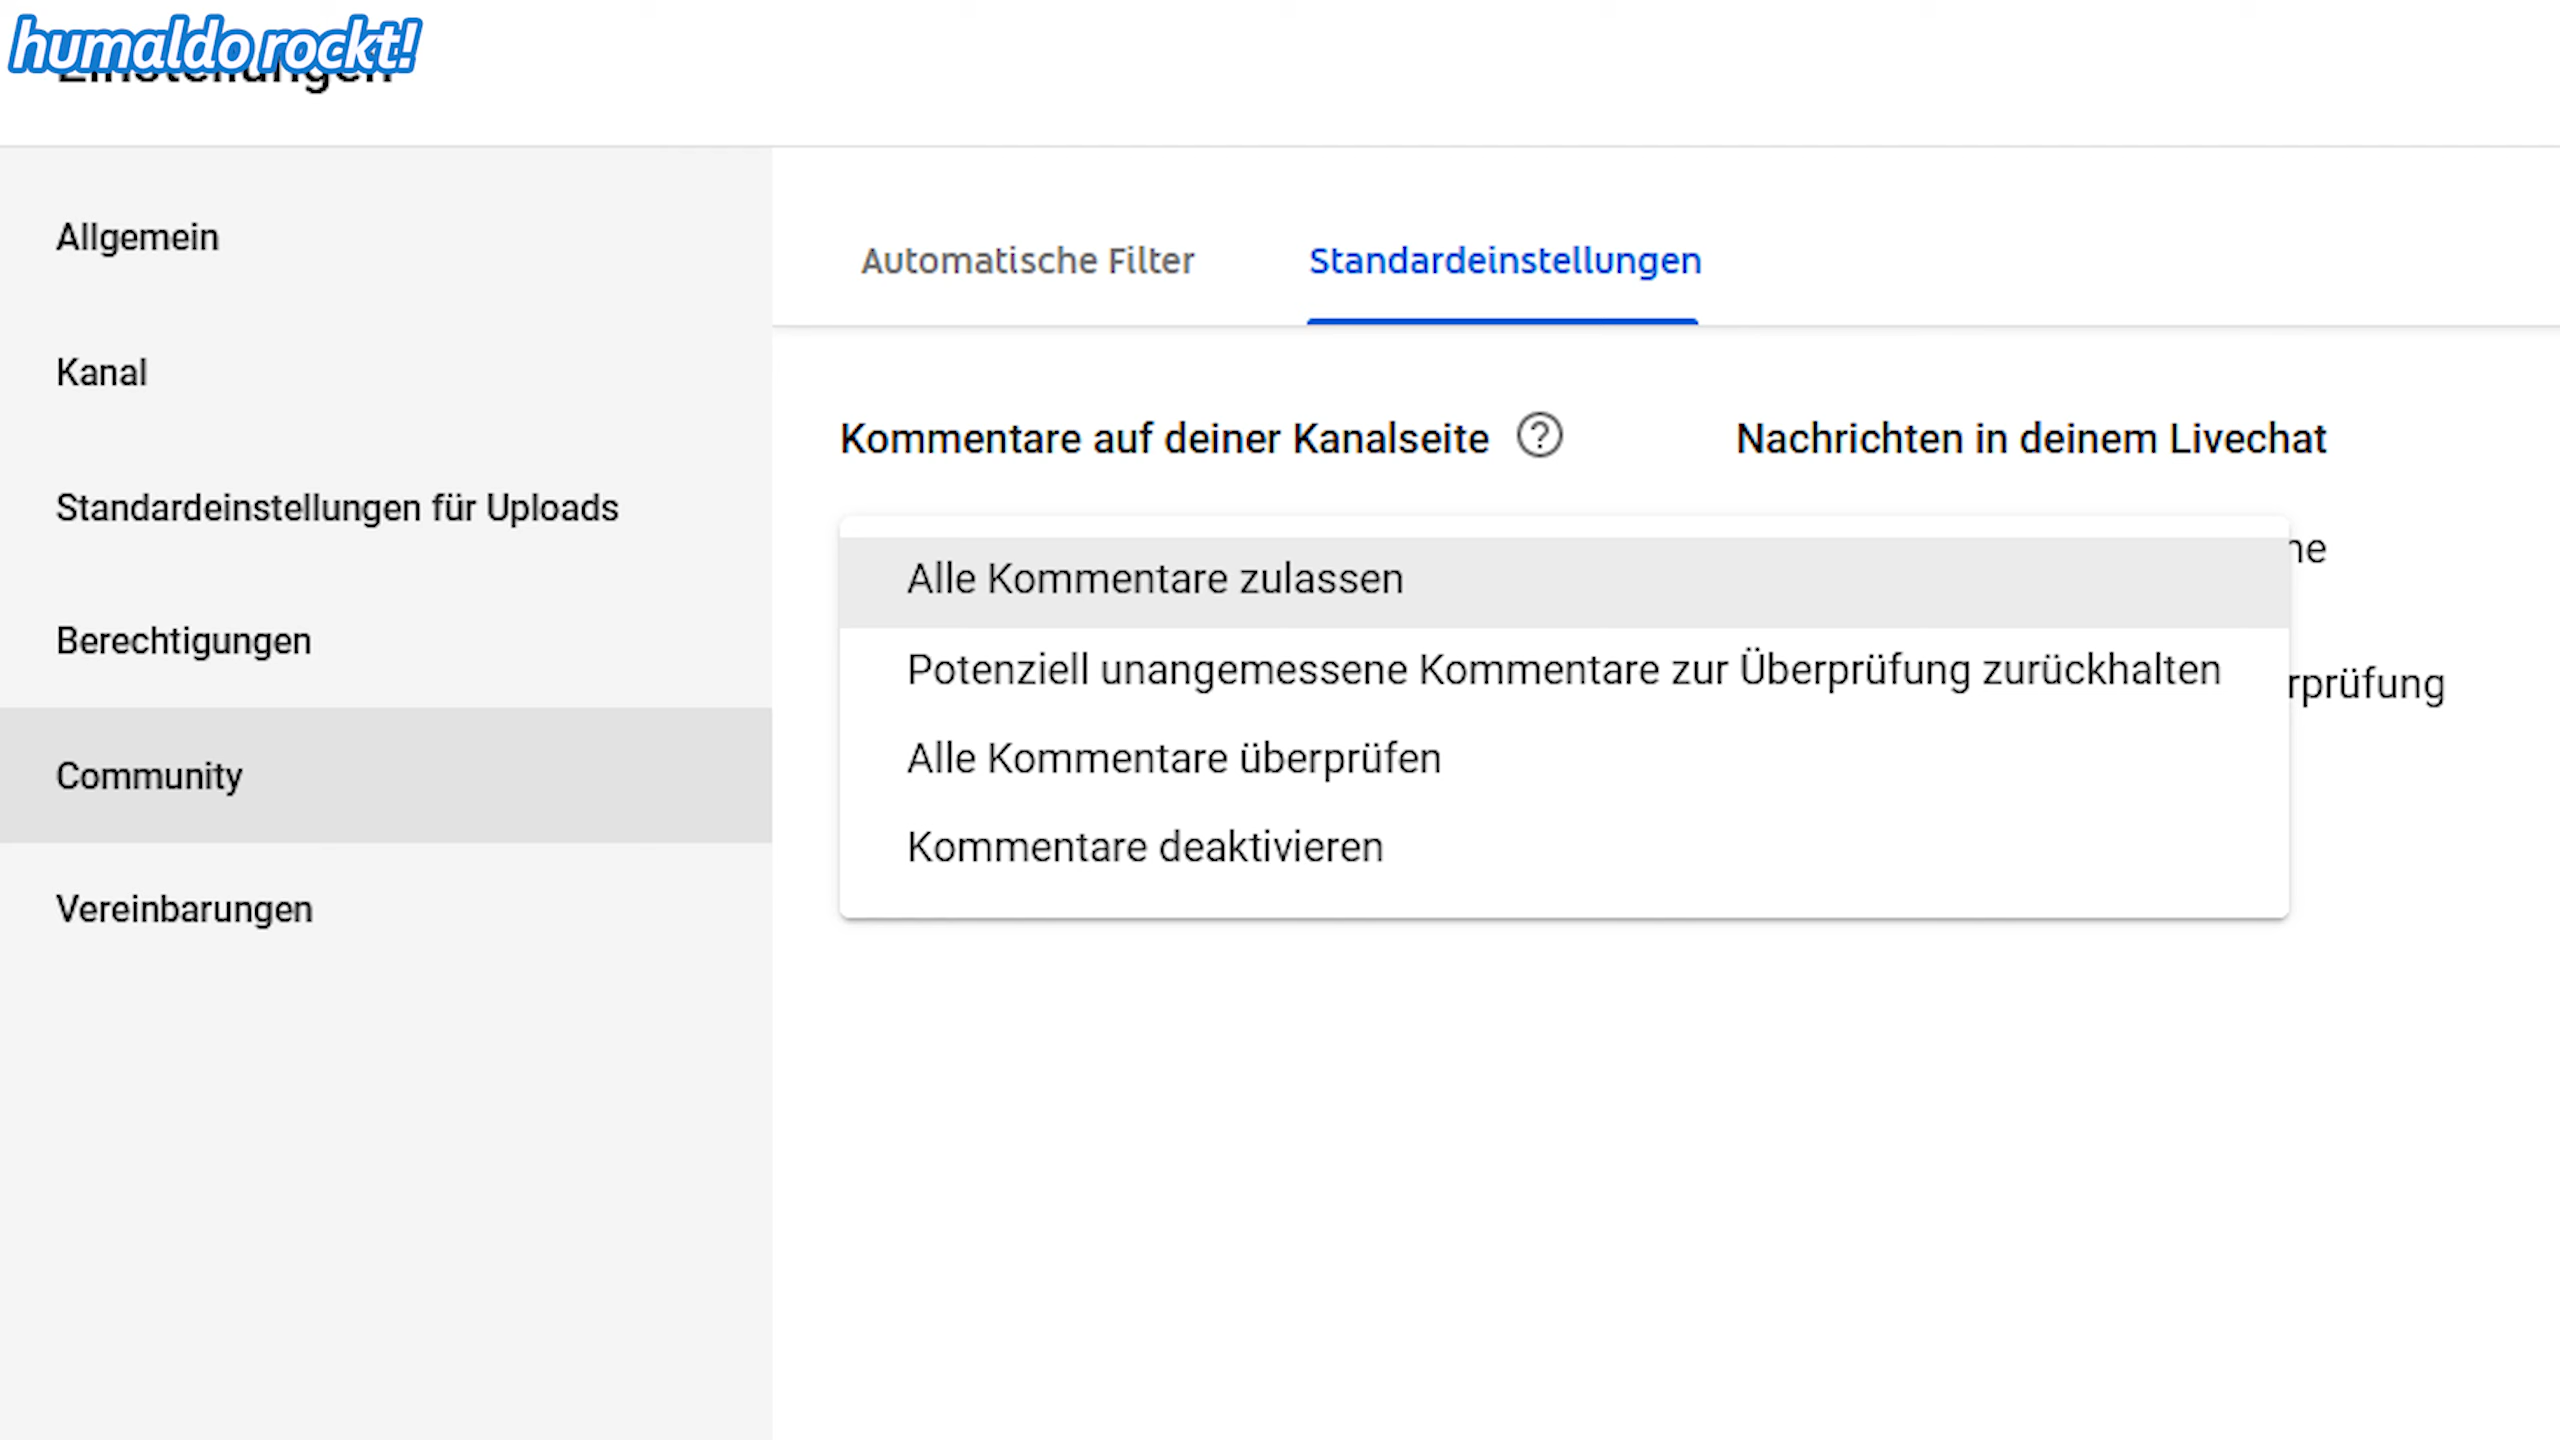 humaldo rockt!
Einstellungen
Allgemein
Kanal
Standardeinstellungen für Uploads
Berechtigungen
Community
Vereinbarungen
Automatische Filter
Standardeinstellungen
Kommentare auf deiner Kanalseite
Nachrichten in deinem Livechat
Alle Kommentare zulassen
Potenziell unangemessene Kommentare zur Überprüfung zurückhalten
Alle Kommentare überprüfen
Kommentare deaktivieren
rprüfung